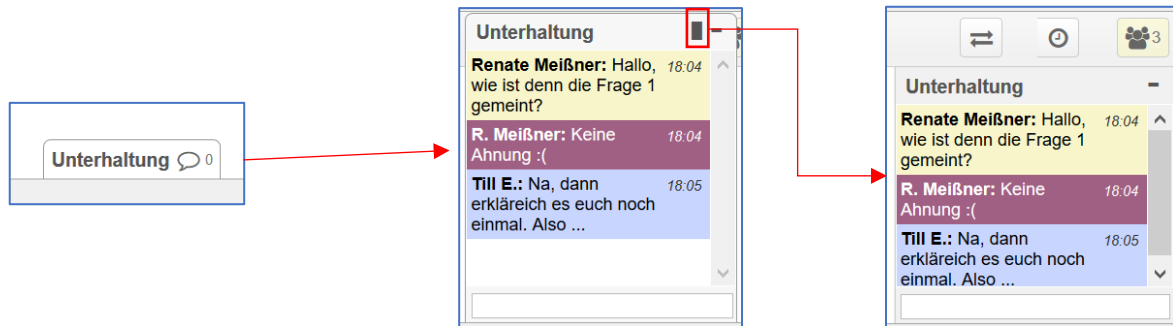 Unterhaltung 0
Unterhaltung
Renate Meißner: Hallo, 18:04
wie ist denn die Frage 1
gemeint?
R. Meißner: Keine 18:04
Ahnung :(
Till E.: Na, dann 18:05
erkläreich es euch noch
einmal. Also ...
3
Unterhaltung
Renate Meißner: Hallo, 18:04
wie ist denn die Frage 1
gemeint?
R. Meißner: Keine 18:04
Ahnung :(
Till E.: Na, dann 18:05
erkläreich es euch noch
einmal. Also ...